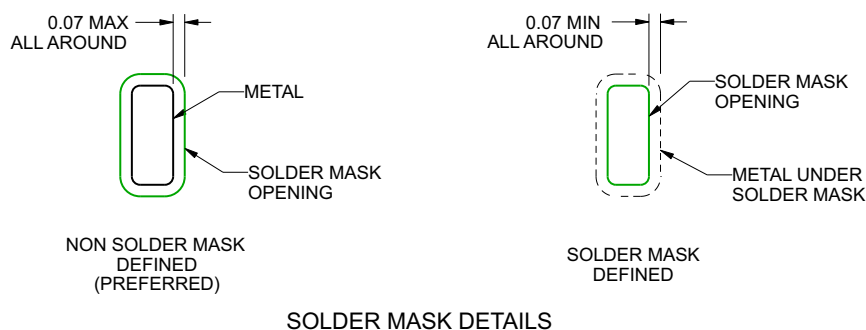 0.07 MAX
ALL AROUND
METAL
SOLDER MASK
OPENING
NON SOLDER MASK
DEFINED
(PREFERRED)
0.07 MIN
ALL AROUND
SOLDER MASK
OPENING
METAL UNDER
SOLDER MASK
SOLDER MASK
DEFINED
SOLDER MASK DETAILS